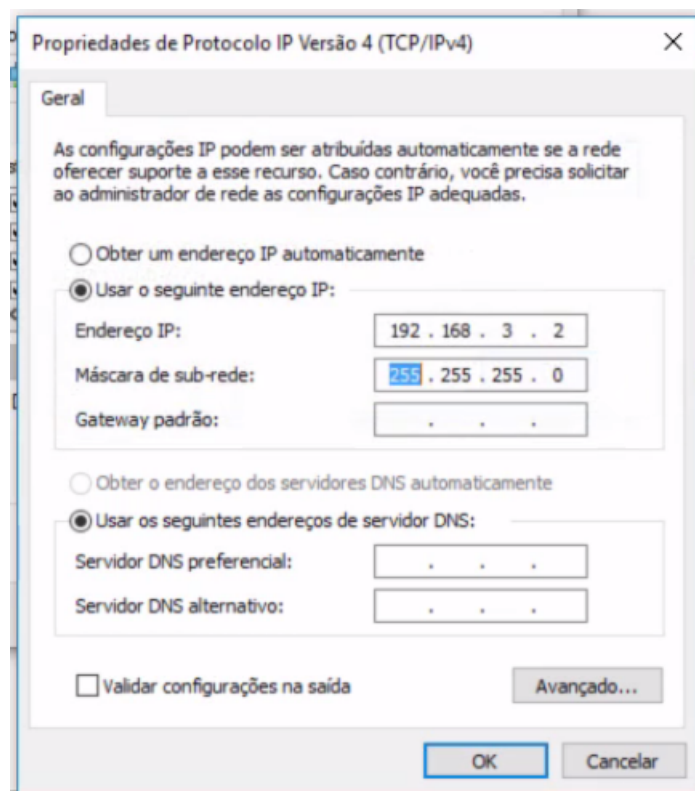 Propriedades de Protocolo IP Versão 4 (TCP/IPv4)
Geral
As configurações IP podem ser atribuídas automaticamente se a rede
oferecer suporte a esse recurso. Caso contrário, você precisa solicitar
ao administrador de rede as configurações IP adequadas.
Obter um endereço IP automaticamente
Usar o seguinte endereço IP:
Endereço IP: 192 . 168 . 3 . 2
Máscara de sub-rede: 255 . 255 . 255 . 0
Gateway padrão: . . .
Obter o endereço dos servidores DNS automaticamente
Usar os seguintes endereços de servidor DNS:
Servidor DNS preferencial: . . .
Servidor DNS alternativo: . . .
Validar configurações na saída Avançado...
OK Cancelar